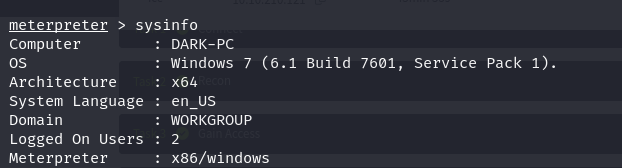 meterpreter > sysinfo
Computer        : DARK-PC
OS              : Windows 7 (6.1 Build 7601, Service Pack 1).
Architecture    : x64
System Language : en_US
Domain          : WORKGROUP
Logged On Users : 2
Meterpreter     : x86/windows